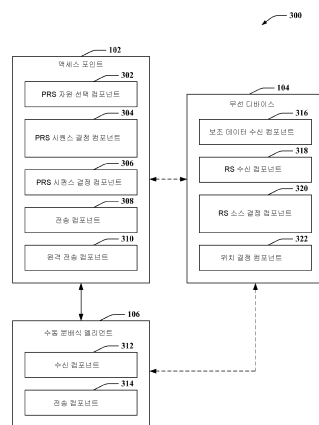 300
102
액세스 포인트
302
PRS 자원 선택 컴포넌트
304
PRS 시퀀스 결정 컴포넌트
306
PRS 시퀀스 결정 컴포넌트
308
전송 컴포넌트
310
원격 전송 컴포넌트
104
무선 디바이스
316
보조 데이터 수신 컴포넌트
318
RS 수신 컴포넌트
320
RS 소스 결정 컴포넌트
322
위치 결정 컴포넌트
106
수동 분배식 엘리먼트
312
수신 컴포넌트
314
전송 컴포넌트